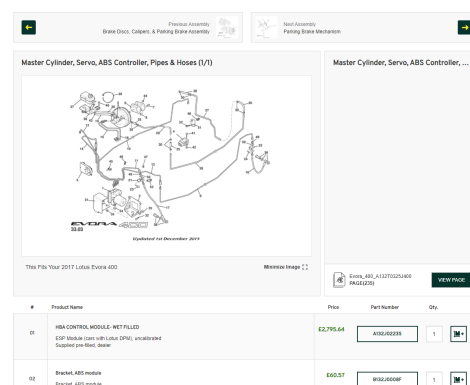 Previous Assembly
Brake Discs, Calipers, & Parking Brake Assembly
Next Assembly
Parking Brake Mechanism
Master Cylinder, Servo, ABS Controller, Pipes & Hoses (1/1)
Master Cylinder, Servo, ABS Controller, ...
EVORA 400
33.03
Updated 1st December 2015
This Fits Your 2017 Lotus Evora 400
Minimize Image
Evora_400_A132T0325J400
PAGE(235)
VIEW PAGE
# Product Name Price Part Number Qty.
01
HBA CONTROL MODULE- WET FILLED
ESP Module (cars with Lotus DPM), uncalibrated
Supplied pre-filled, dealer
£2,795.64
A132J0223S
1
02
Bracket, ABS module
Bracket, ABS module
£60.57
B132J0008F
1